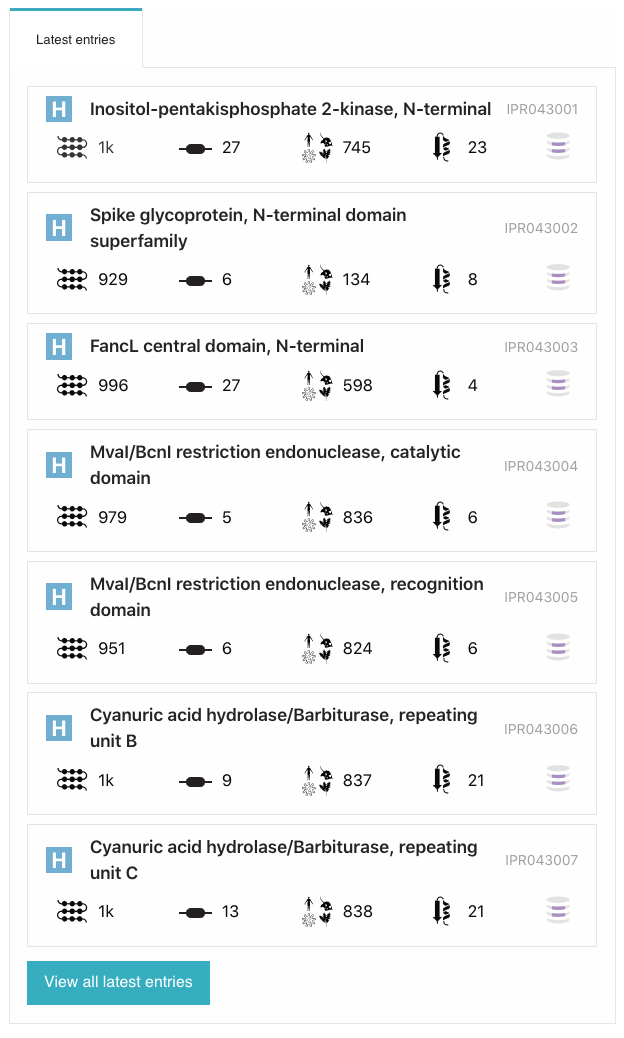 Latest entries
H Inositol-pentakisphosphate 2-kinase, N-terminal IPR043001
1k 27 745 23
Spike glycoprotein, N-terminal domain
H superfamily IPR043002
929 6 134 8
H FancL central domain, N-terminal IPR043003
996 27 598 4
MvaI/BcnI restriction endonuclease, catalytic
H domain IPR043004
979 5 836 6
MvaI/BcnI restriction endonuclease, recognition
H domain IPR043005
951 6 824 6
Cyanuric acid hydrolase/Barbiturase, repeating
H unit B IPR043006
1k 9 837 21
Cyanuric acid hydrolase/Barbiturase, repeating
H unit C IPR043007
1k 13 838 21
View all latest entries